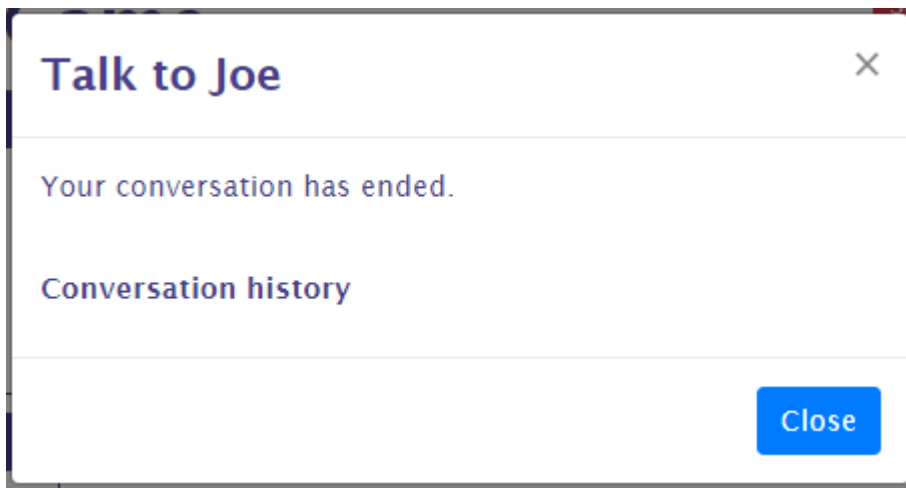 Talk to Joe
×
Your conversation has ended.
Conversation history
Close